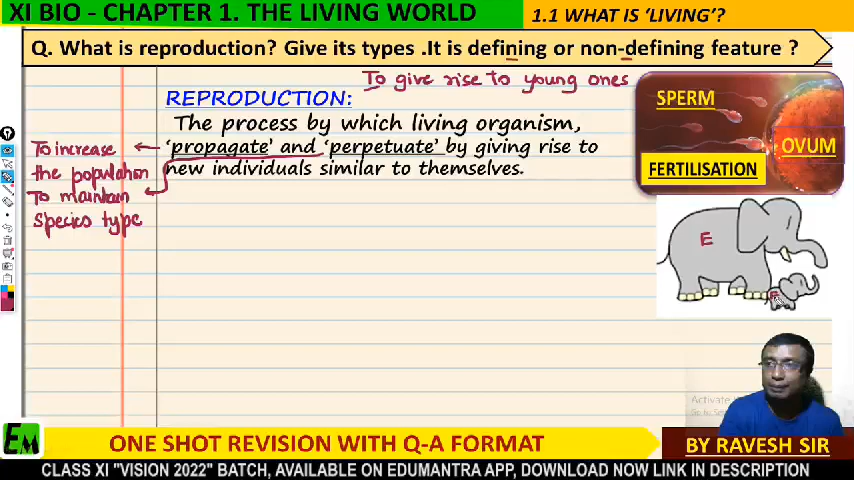 XI BIO - CHAPTER 1. THE LIVING WORLD
1.1 WHAT IS ‘LIVING’?
Q. What is reproduction? Give its types .It is defining or non-defining feature ?
To give rise to young ones
REPRODUCTION:
The process by which living organism,
‘propagate’ and ‘perpetuate’ by giving rise to
new individuals similar to themselves.
To increase
the population
To maintain
Species type
SPERM
OVUM
FERTILISATION
E
E
Activate
EM
ONE SHOT REVISION WITH Q-A FORMAT
BY RAVESH SIR
CLASS XI "VISION 2022" BATCH, AVAILABLE ON EDUMANTRA APP, DOWNLOAD NOW LINK IN DESCRIPTION